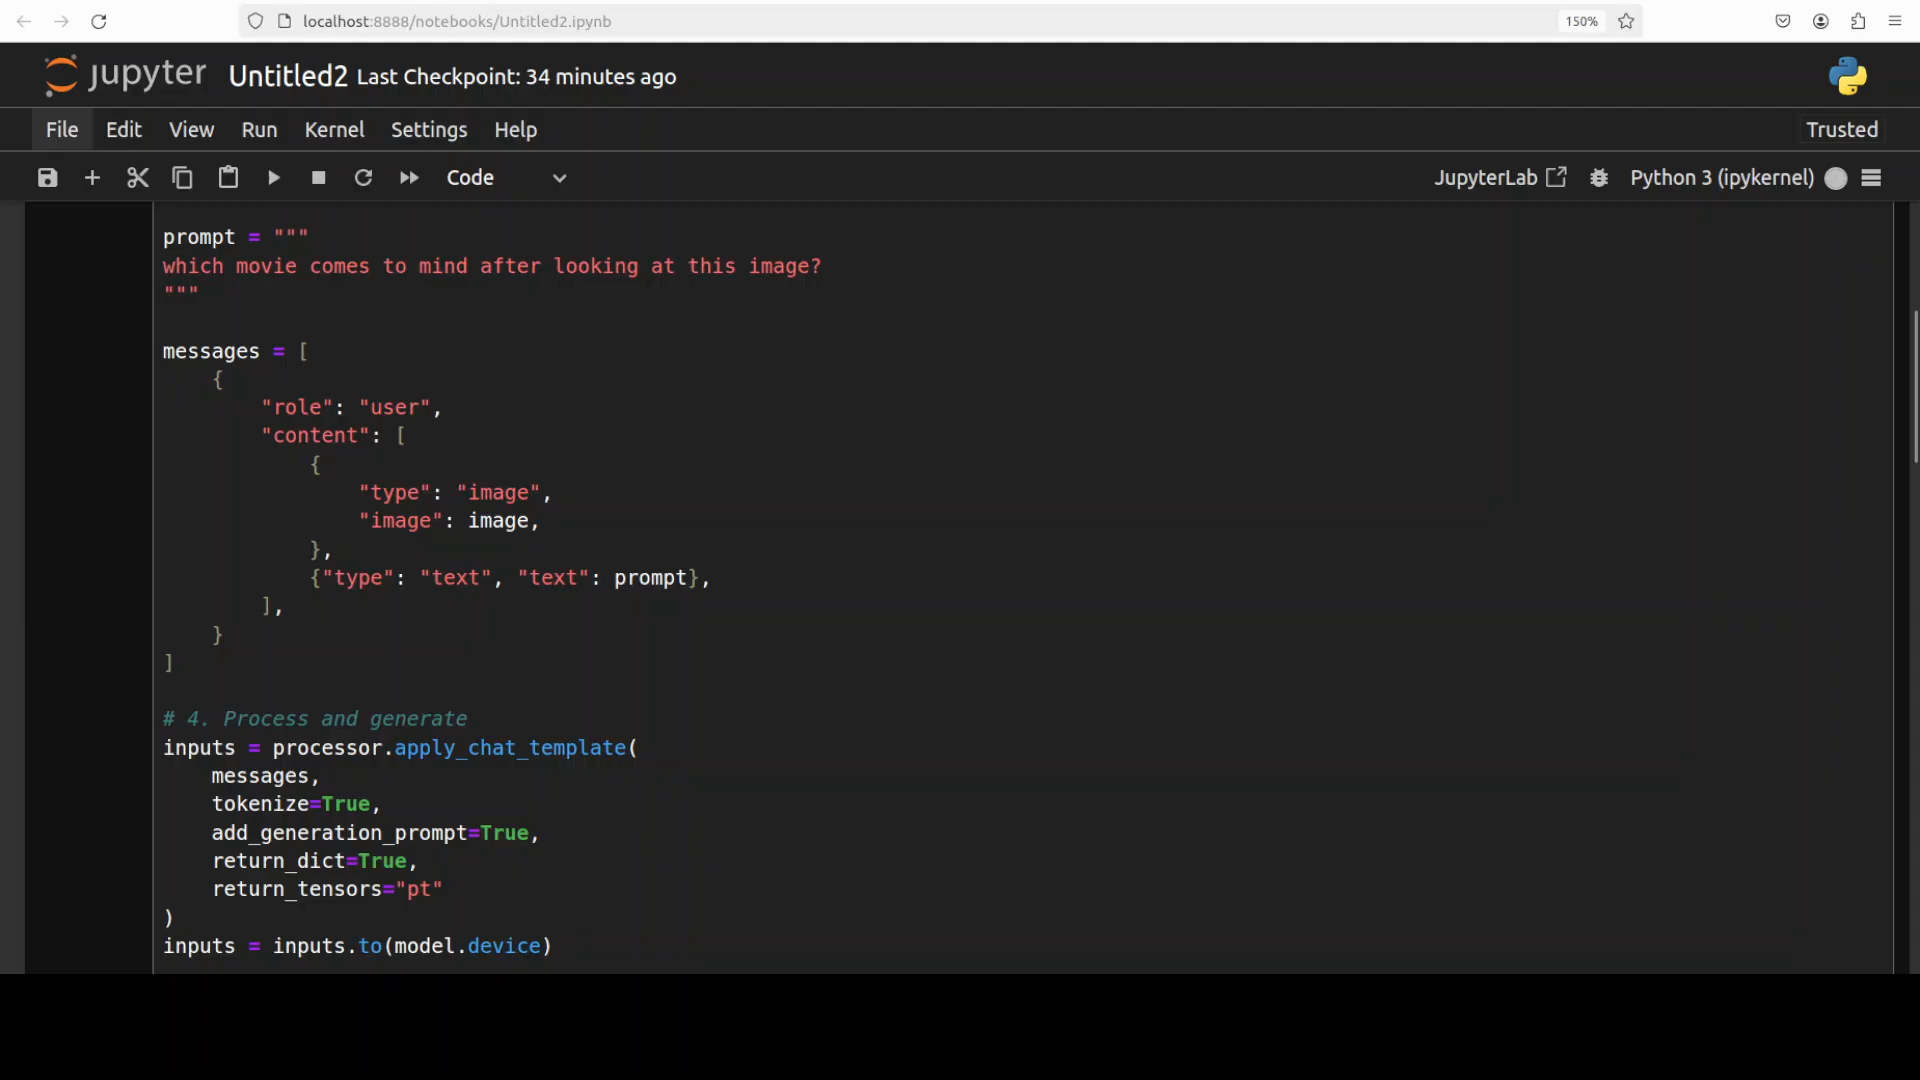 localhost:8888/notebooks/Untitled2.ipynb
150%
jupyter Untitled2 Last Checkpoint: 34 minutes ago
File Edit View Run Kernel Settings Help
Trusted
Code
JupyterLab
Python 3 (ipykernel)
prompt = """
which movie comes to mind after looking at this image?
"""
messages = [
    {
        "role": "user",
        "content": [
            {
                "type": "image",
                "image": image,
            },
            {"type": "text", "text": prompt},
        ],
    }
]
# 4. Process and generate
inputs = processor.apply_chat_template(
    messages,
    tokenize=True,
    add_generation_prompt=True,
    return_dict=True,
    return_tensors="pt"
)
inputs = inputs.to(model.device)